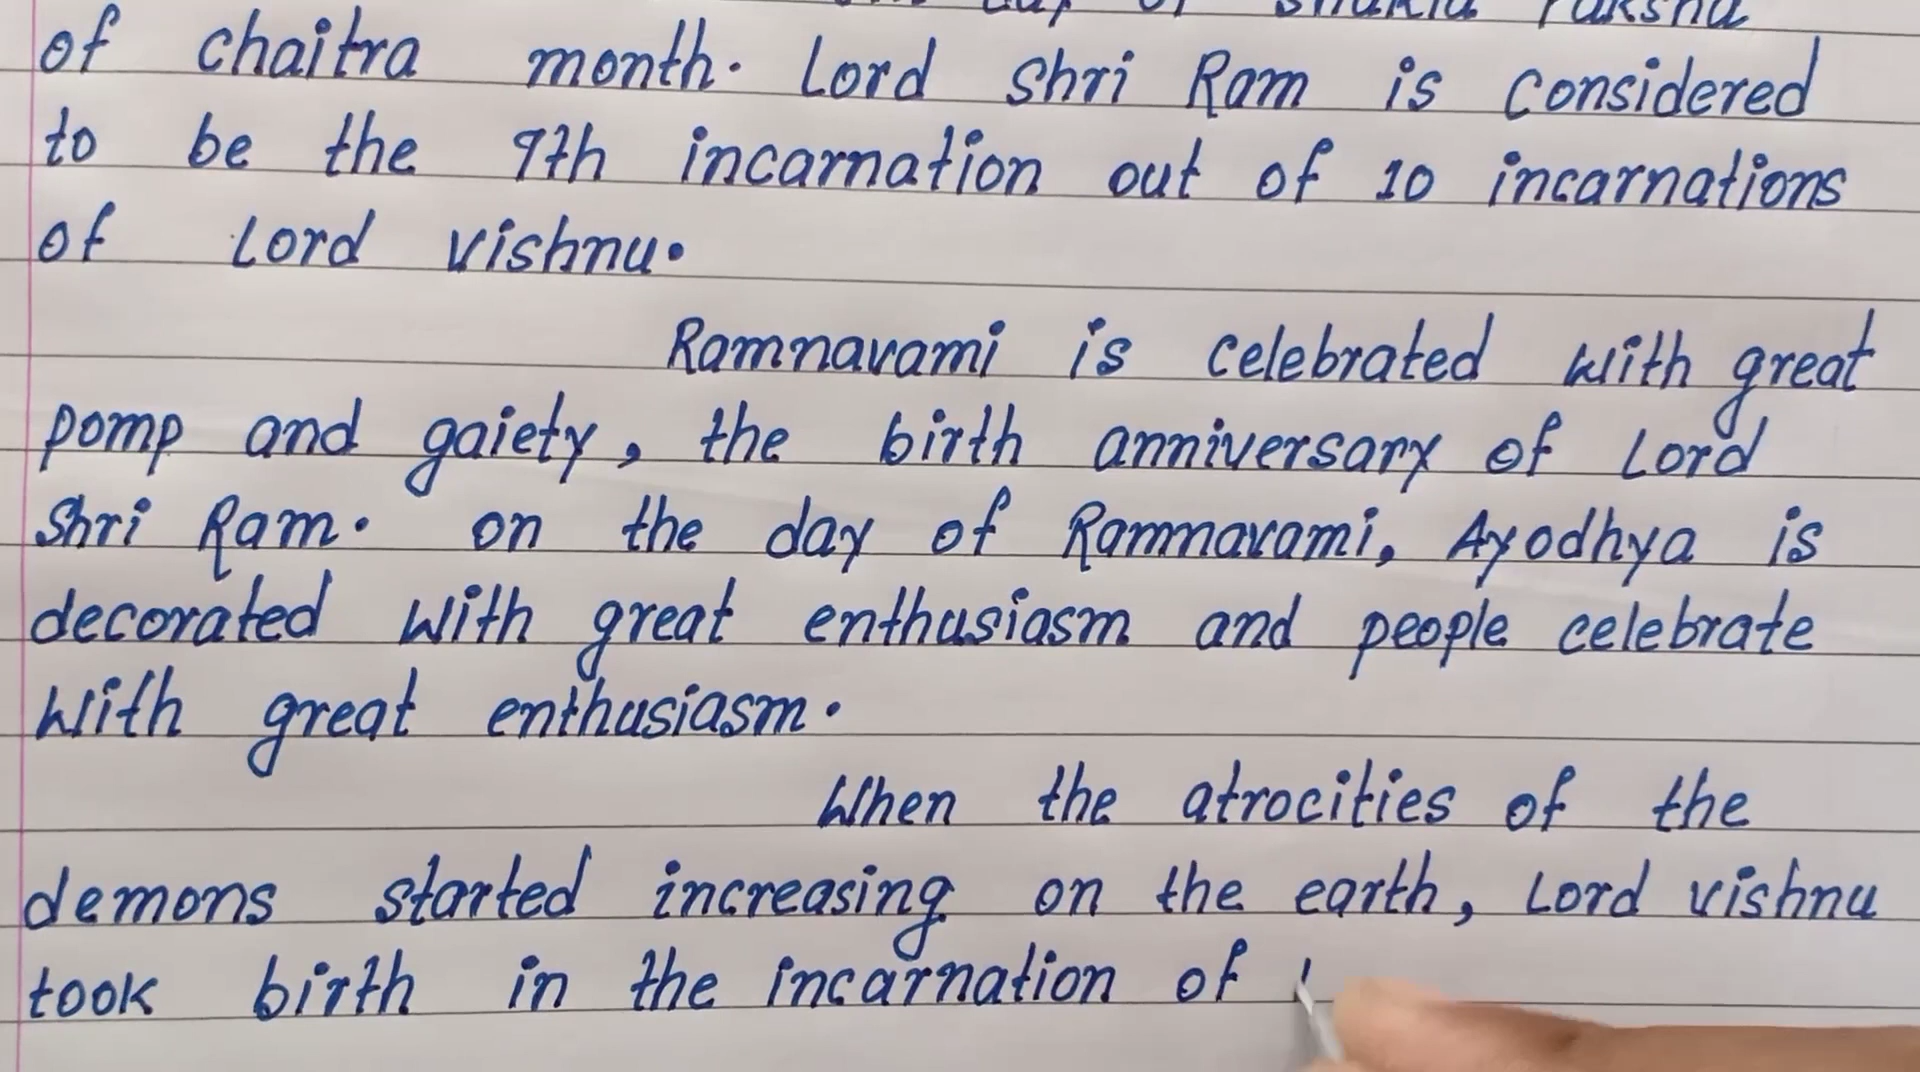 of chaitra month. Lord Shri Ram is considered
to be the 9th incarnation out of 10 incarnations
of Lord Vishnu.
Ramnavami is celebrated with great
pomp and gaiety, the birth anniversary of Lord
Shri Ram. on the day of Ramnavami, Ayodhya is
decorated with great enthusiasm and people celebrate
with great enthusiasm.
When the atrocities of the
demons started increasing on the earth, Lord Vishnu
took birth in the incarnation of